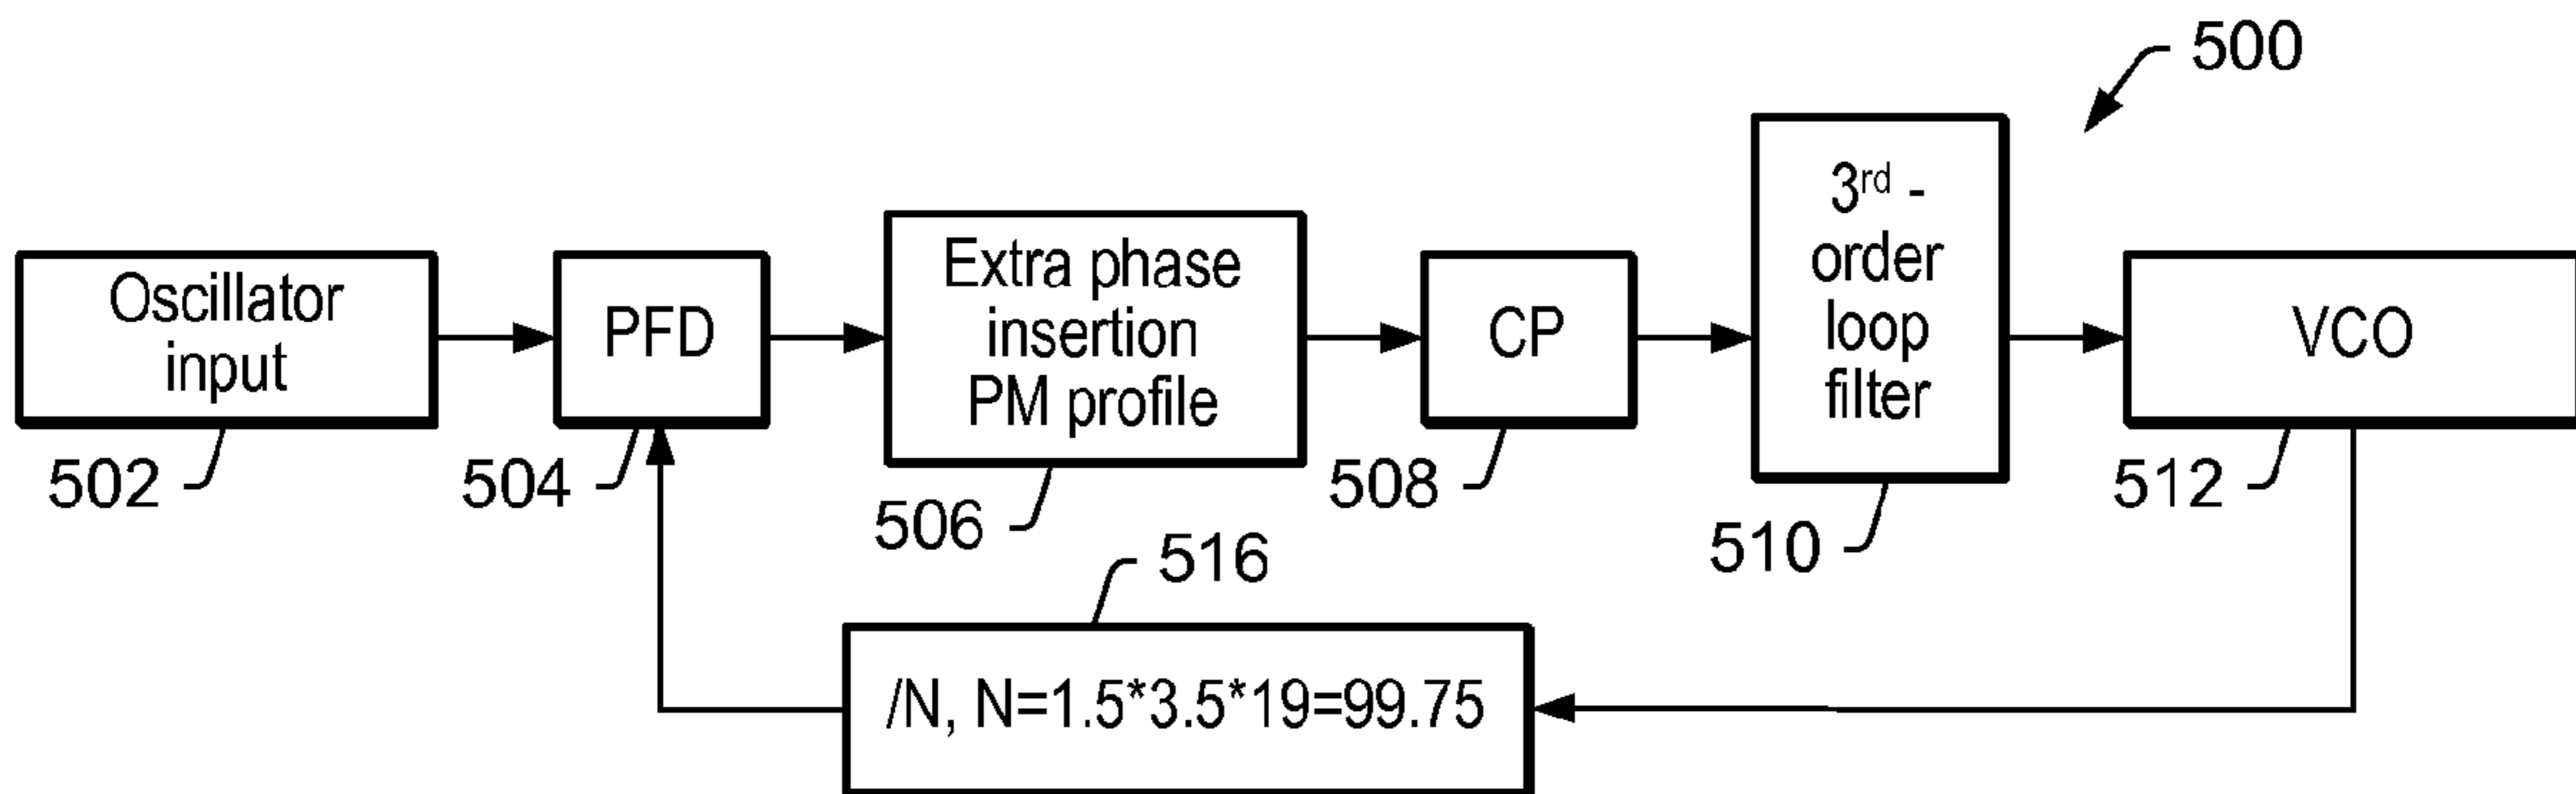 500
Oscillator
input
PFD
Extra phase
insertion
PM profile
CP
3rd -
order
loop
filter
VCO
502
504
506
508
510
512
516
/N, N=1.5*3.5*19=99.75